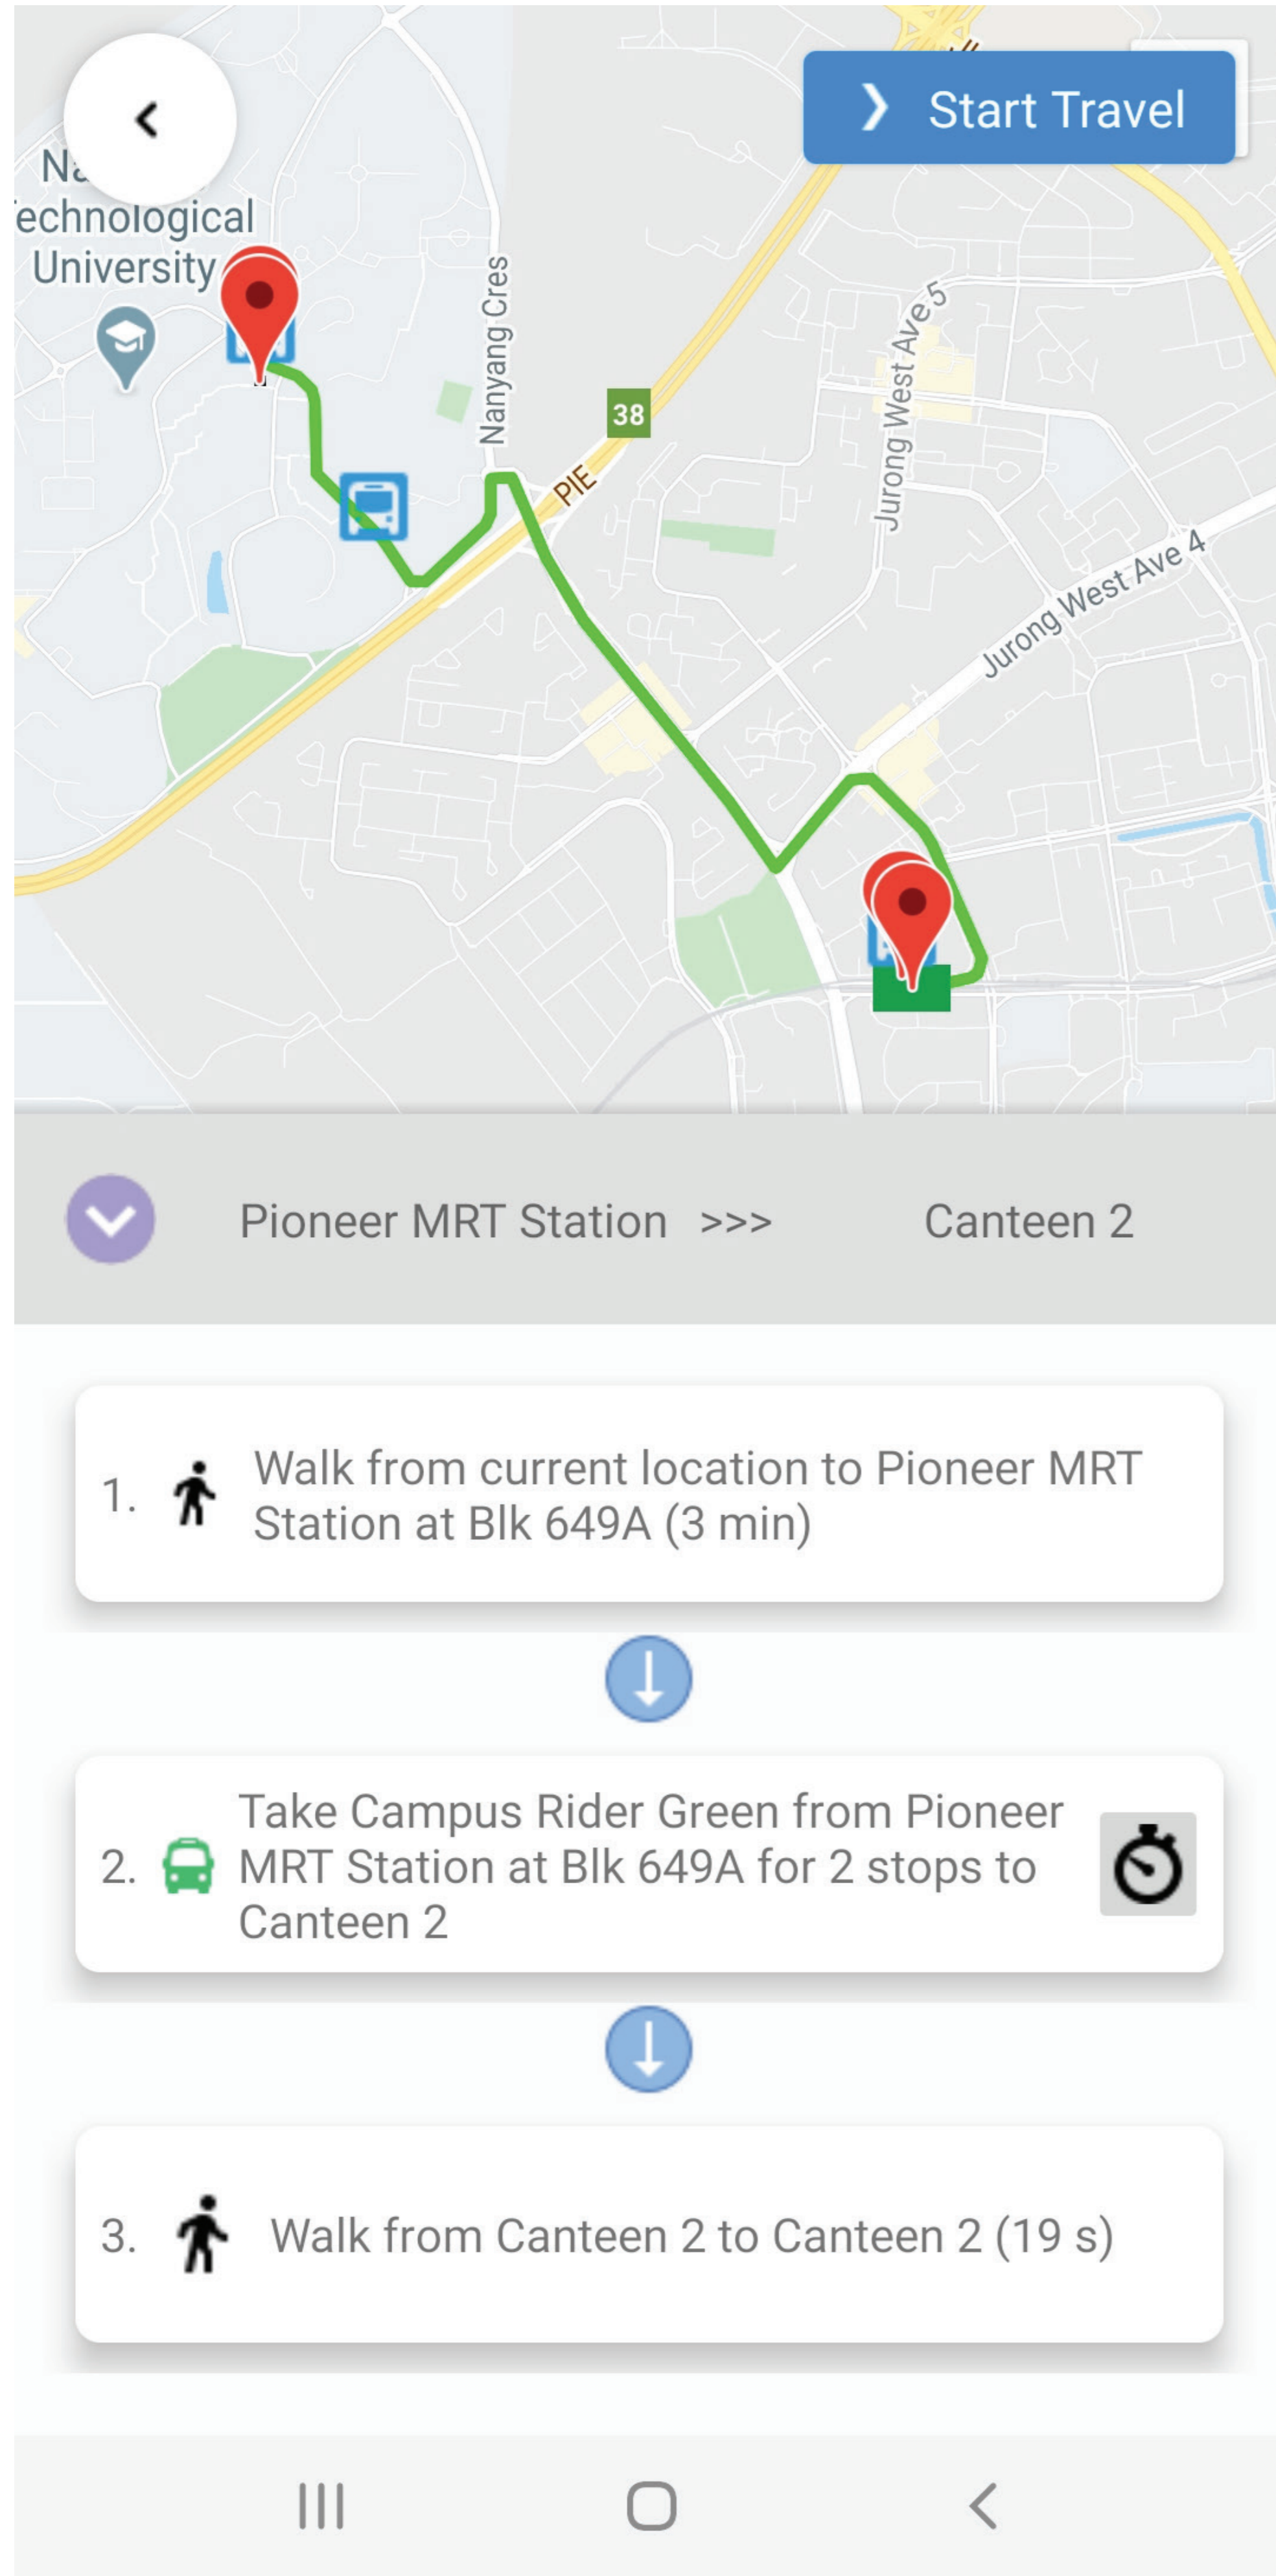 Start Travel
echnological
University
Nanyang Cres
Jurong West Ave 5
38
PIE
Jurong West Ave 4
Pioneer MRT Station >>> Canteen 2
1. Walk from current location to Pioneer MRT
Station at Blk 649A (3 min)
2. Take Campus Rider Green from Pioneer
MRT Station at Blk 649A for 2 stops to
Canteen 2
3. Walk from Canteen 2 to Canteen 2 (19 s)